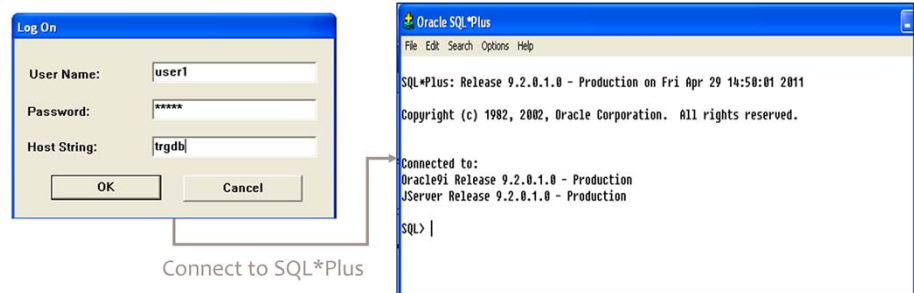 Log On
User Name:
user1
Password:
*****
Host String:
trgdb
OK
Cancel
Connect to SQL*Plus
Oracle SQL*Plus
File Edit Search Options Help
SQL*Plus: Release 9.2.0.1.0 - Production on Fri Apr 29 14:50:01 2011
Copyright (c) 1982, 2002, Oracle Corporation. All rights reserved.
Connected to:
Oracle9i Release 9.2.0.1.0 - Production
JServer Release 9.2.0.1.0 - Production
SQL>